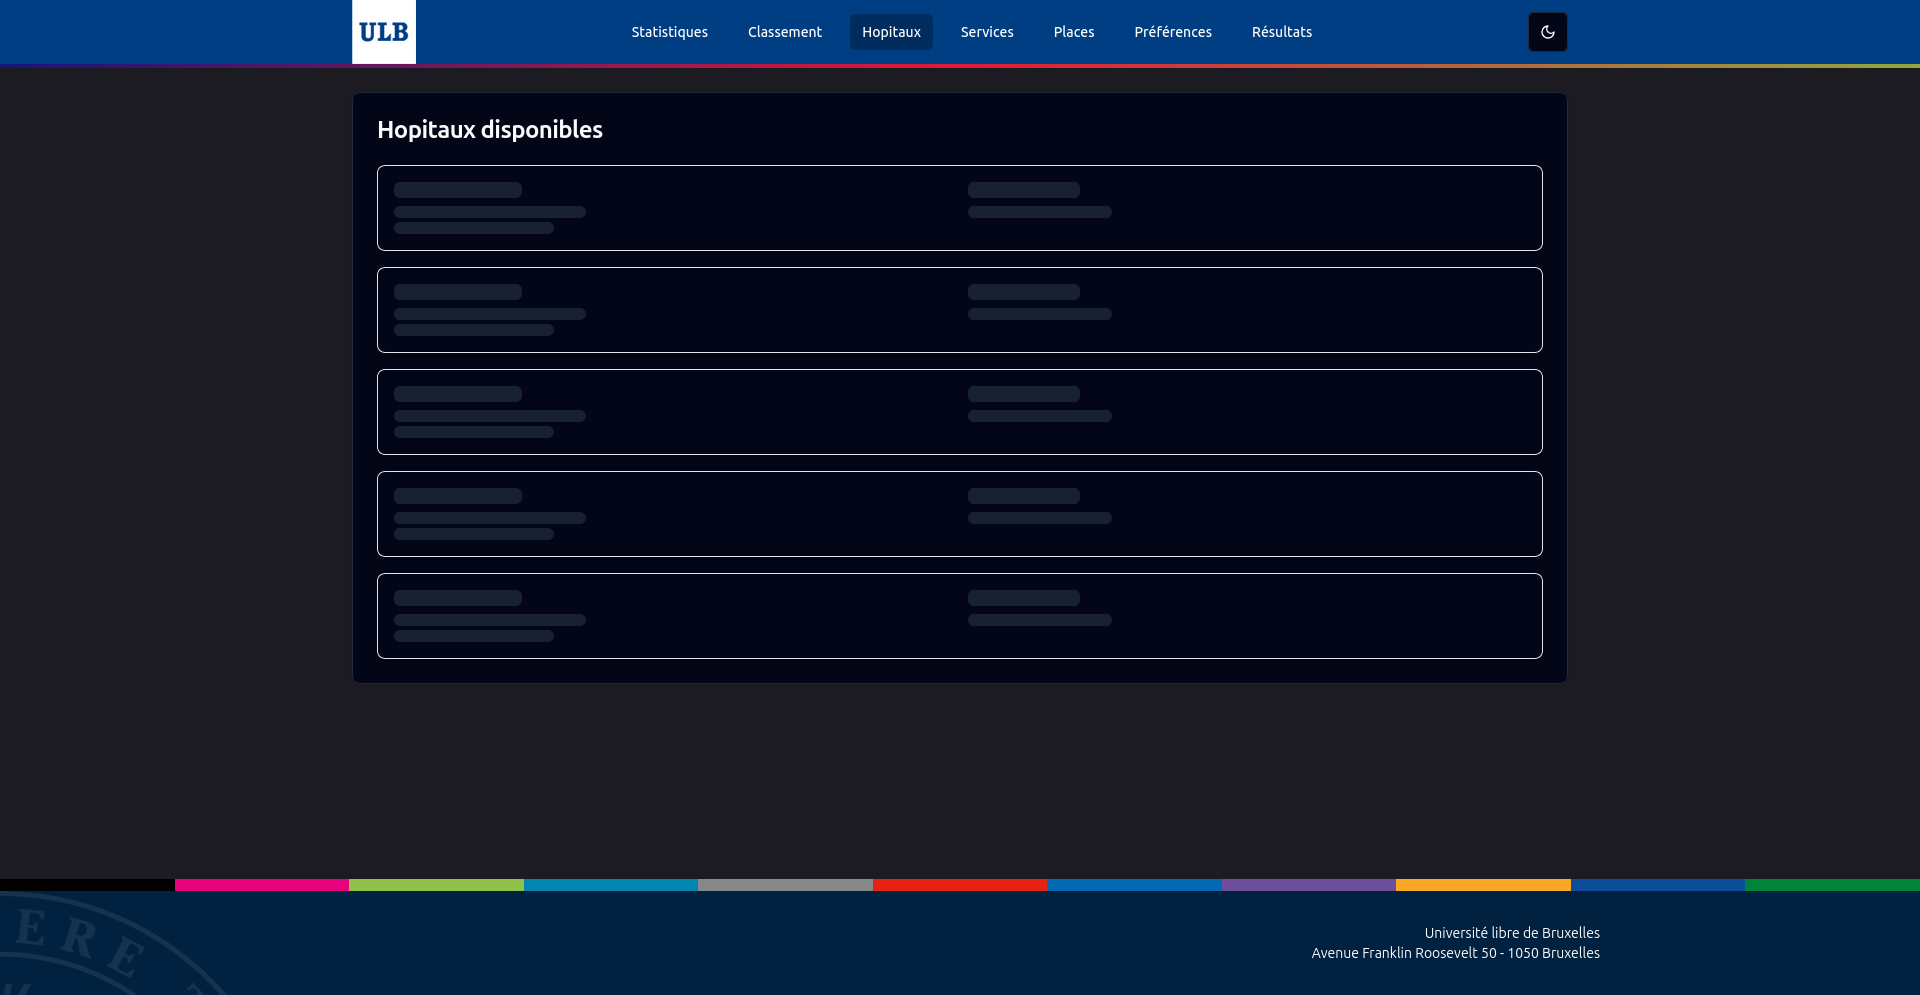 ULB
Statistiques
Classement
Hopitaux
Services
Places
Préférences
Résultats
Hopitaux disponibles
ERE
Université libre de Bruxelles
Avenue Franklin Roosevelt 50 - 1050 Bruxelles